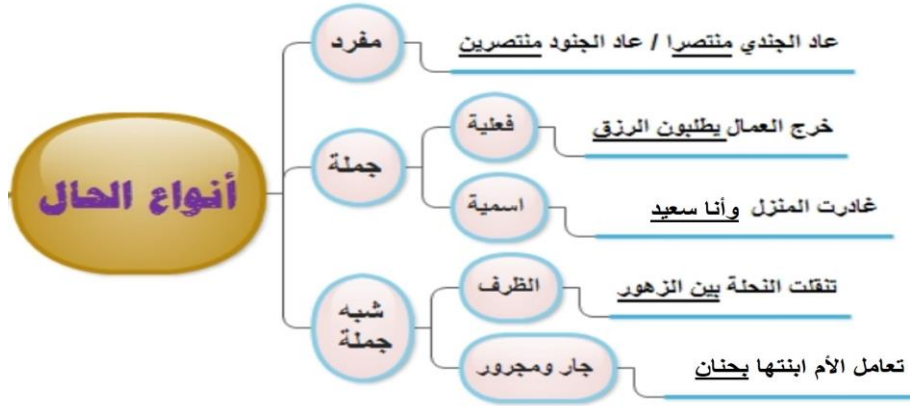 أنواع الحال
مفرد
عاد الجندي منتصرا / عاد الجنود منتصرين
جملة
فعلية
خرج العمال يطلبون الرزق
اسمية
غادرت المنزل وأنا سعيد
شبه
جملة
الظرف
تنقلت النحلة بين الزهور
جار ومجرور
تعامل الأم ابنتها بحنان